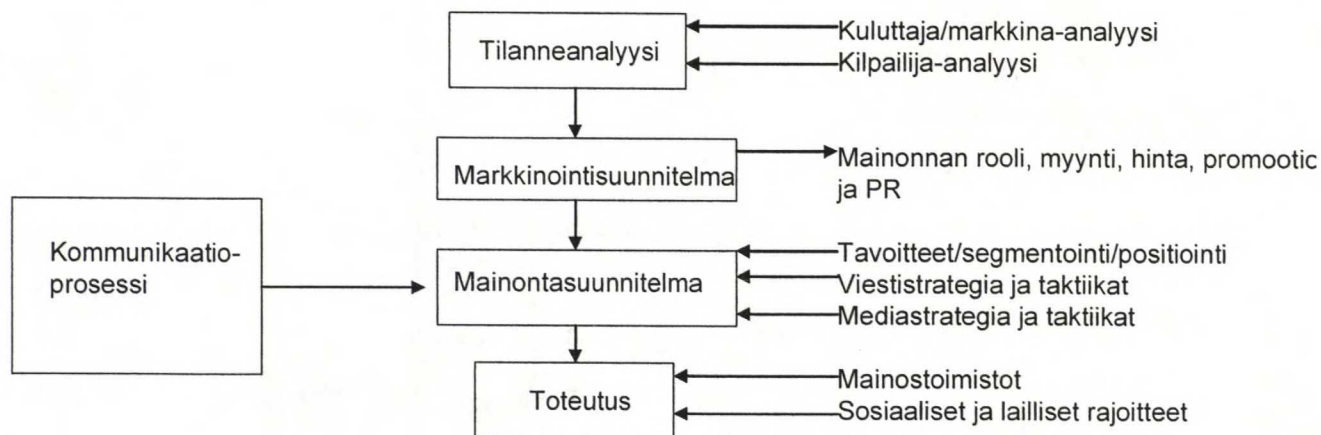 Tilanneanalyysi
Kuluttaja/markkina-analyysi
Kilpailija-analyysi
Markkinointisuunnitelma
Mainonnan rooli, myynti, hinta, promootic
ja PR
Kommunikaatio-
prosessi
Mainontasuunnitelma
Tavoitteet/segmentointi/positiointi
Viestistrategia ja taktiikat
Mediastrategia ja taktiikat
Toteutus
Mainostoimistot
Sosiaaliset ja lailliset rajoitteet